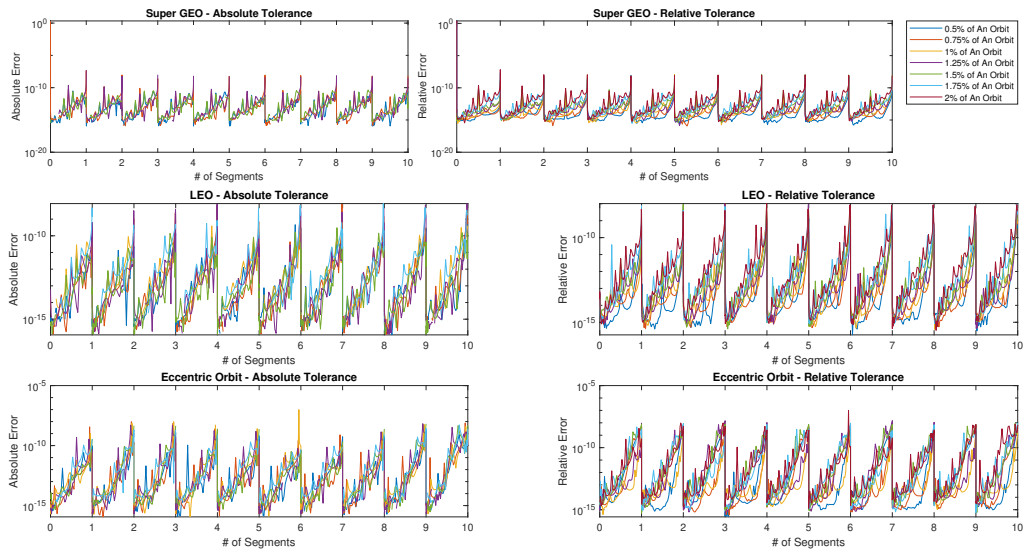 Super GEO - Absolute Tolerance
10^0
10^-10
10^-20
Absolute Error
0 1 2 3 4 5 6 7 8 9 10
# of Segments
Super GEO - Relative Tolerance
10^0
10^-10
10^-20
Relative Error
0 1 2 3 4 5 6 7 8 9 10
# of Segments
0.5% of An Orbit
0.75% of An Orbit
1% of An Orbit
1.25% of An Orbit
1.5% of An Orbit
1.75% of An Orbit
2% of An Orbit
LEO - Absolute Tolerance
10^-10
10^-15
Absolute Error
0 1 2 3 4 5 6 7 8 9 10
# of Segments
LEO - Relative Tolerance
10^-10
10^-15
Relative Error
0 1 2 3 4 5 6 7 8 9 10
# of Segments
Eccentric Orbit - Absolute Tolerance
10^-5
10^-10
10^-15
Absolute Error
0 1 2 3 4 5 6 7 8 9 10
# of Segments
Eccentric Orbit - Relative Tolerance
10^-5
10^-10
10^-15
Relative Error
0 1 2 3 4 5 6 7 8 9 10
# of Segments